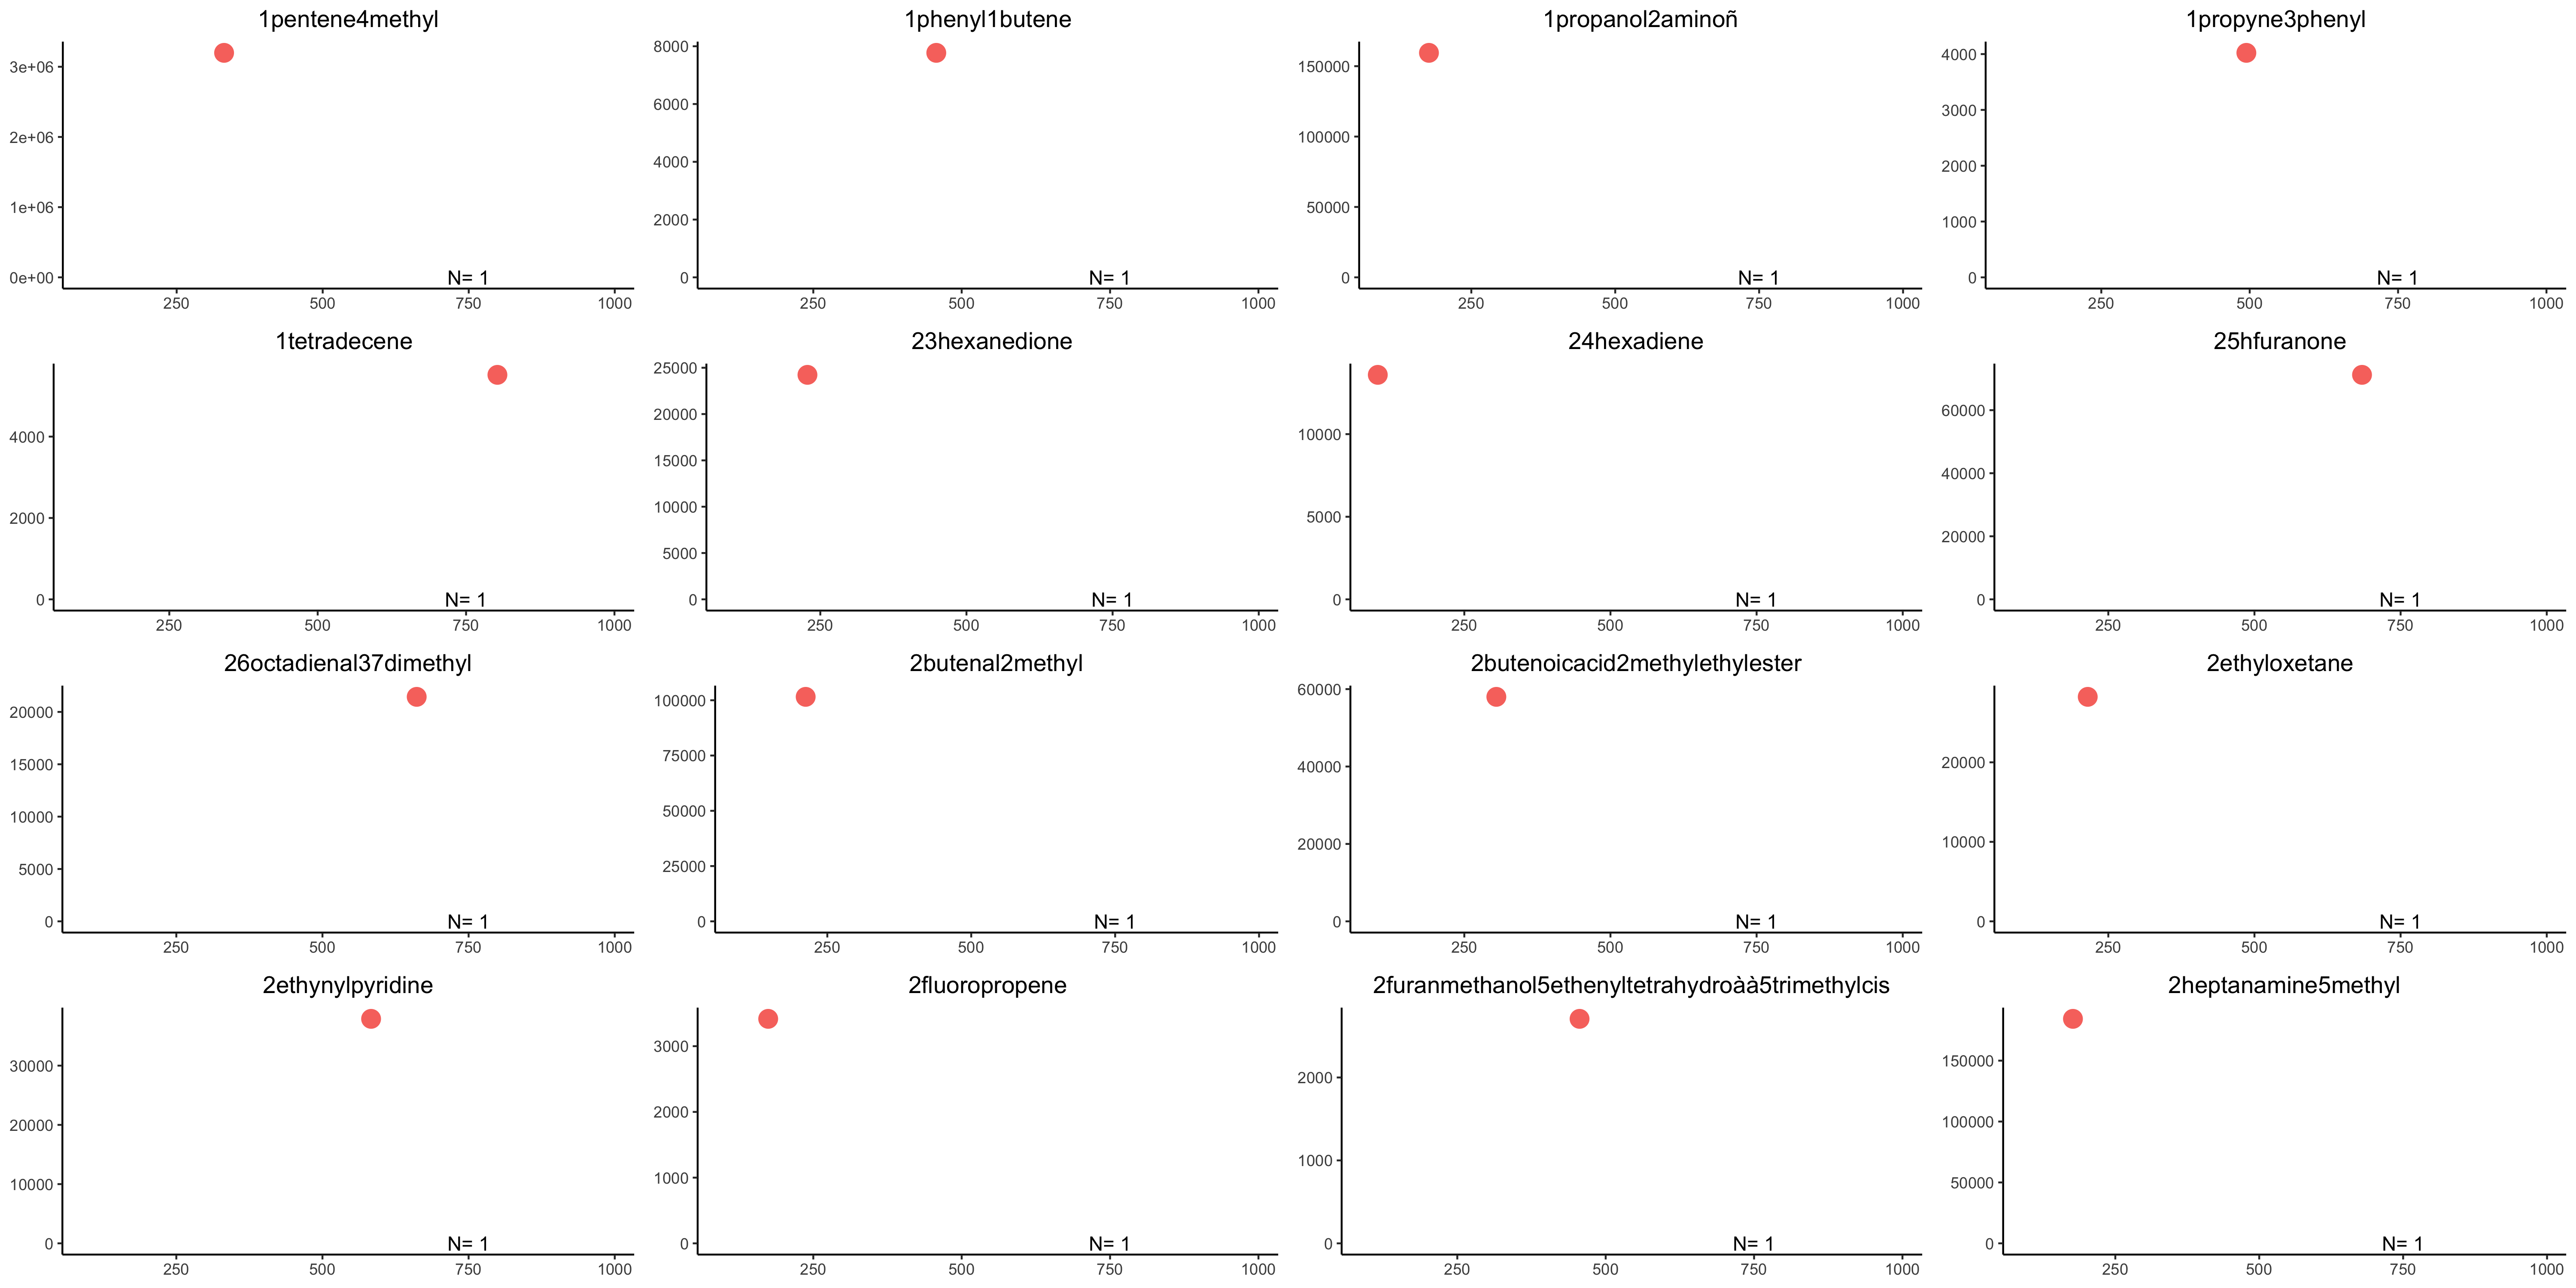 1pentene4methyl
3e+06
2e+06
1e+06
0e+00
N= 1
250 500 750 1000
1phenyl1butene
8000
6000
4000
2000
0
N= 1
250 500 750 1000
1propanol2aminoñ
150000
100000
50000
0
N= 1
250 500 750 1000
1propyne3phenyl
4000
3000
2000
1000
0
N= 1
250 500 750 1000
1tetradecene
4000
2000
0
N= 1
250 500 750 1000
23hexanedione
25000
20000
15000
10000
5000
0
N= 1
250 500 750 1000
24hexadiene
10000
5000
0
N= 1
250 500 750 1000
25hfuranone
60000
40000
20000
0
N= 1
250 500 750 1000
26octadienal37dimethyl
20000
15000
10000
5000
0
N= 1
250 500 750 1000
2butenal2methyl
100000
75000
50000
25000
0
N= 1
250 500 750 1000
2butenoicacid2methylethylester
60000
40000
20000
0
N= 1
250 500 750 1000
2ethyloxetane
20000
10000
0
N= 1
250 500 750 1000
2ethynylpyridine
30000
20000
10000
0
N= 1
250 500 750 1000
2fluoropropene
3000
2000
1000
0
N= 1
250 500 750 1000
2furanmethanol5ethenyltetrahydroàà5trimethylcis
2000
1000
0
N= 1
250 500 750 1000
2heptanamine5methyl
150000
100000
50000
0
N= 1
250 500 750 1000